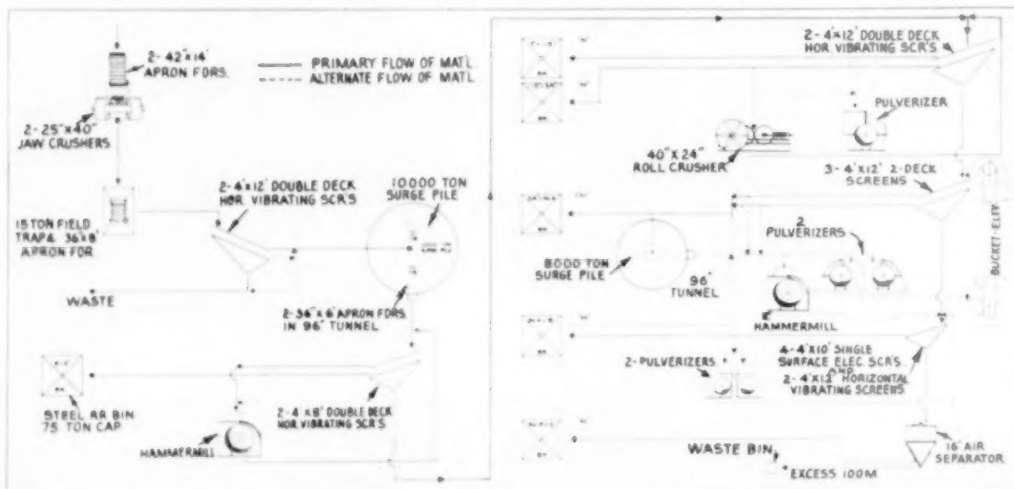 2-42"x14'
APRON FDRS.
PRIMARY FLOW OF MATL.
ALTERNATE FLOW OF MATL.
2-25"x40"
JAW CRUSHERS
15 TON FIELD
TRAP & 36"x8'
APRON FDR
2-4'x12' DOUBLE DECK
HOR. VIBRATING SCR'S
10000 TON
SURGE PILE
WASTE
2-36"x6' APRON FDRS.
IN 96" TUNNEL
STEEL RR BIN
75 TON CAP.
HAMMERMILL
2-4'x8' DOUBLE DECK
HOR VIBRATING SCR'S
2-4'x12' DOUBLE DECK
HOR. VIBRATING SCR'S
PULVERIZER
40"x24"
ROLL CRUSHER
3-4'x12' 2-DECK
SCREENS
2
PULVERIZERS
BUCKET-ELEV
8000 TON
SURGE PILE
96"
TUNNEL
HAMMERMILL
4-4'x10' SINGLE
SURFACE ELEC. SCR'S.
AND
2-4'x12' HORIZONTAL
VIBRATING SCREENS
2-PULVERIZERS
WASTE BIN
EXCESS 100M
16' AIR
SEPARATOR